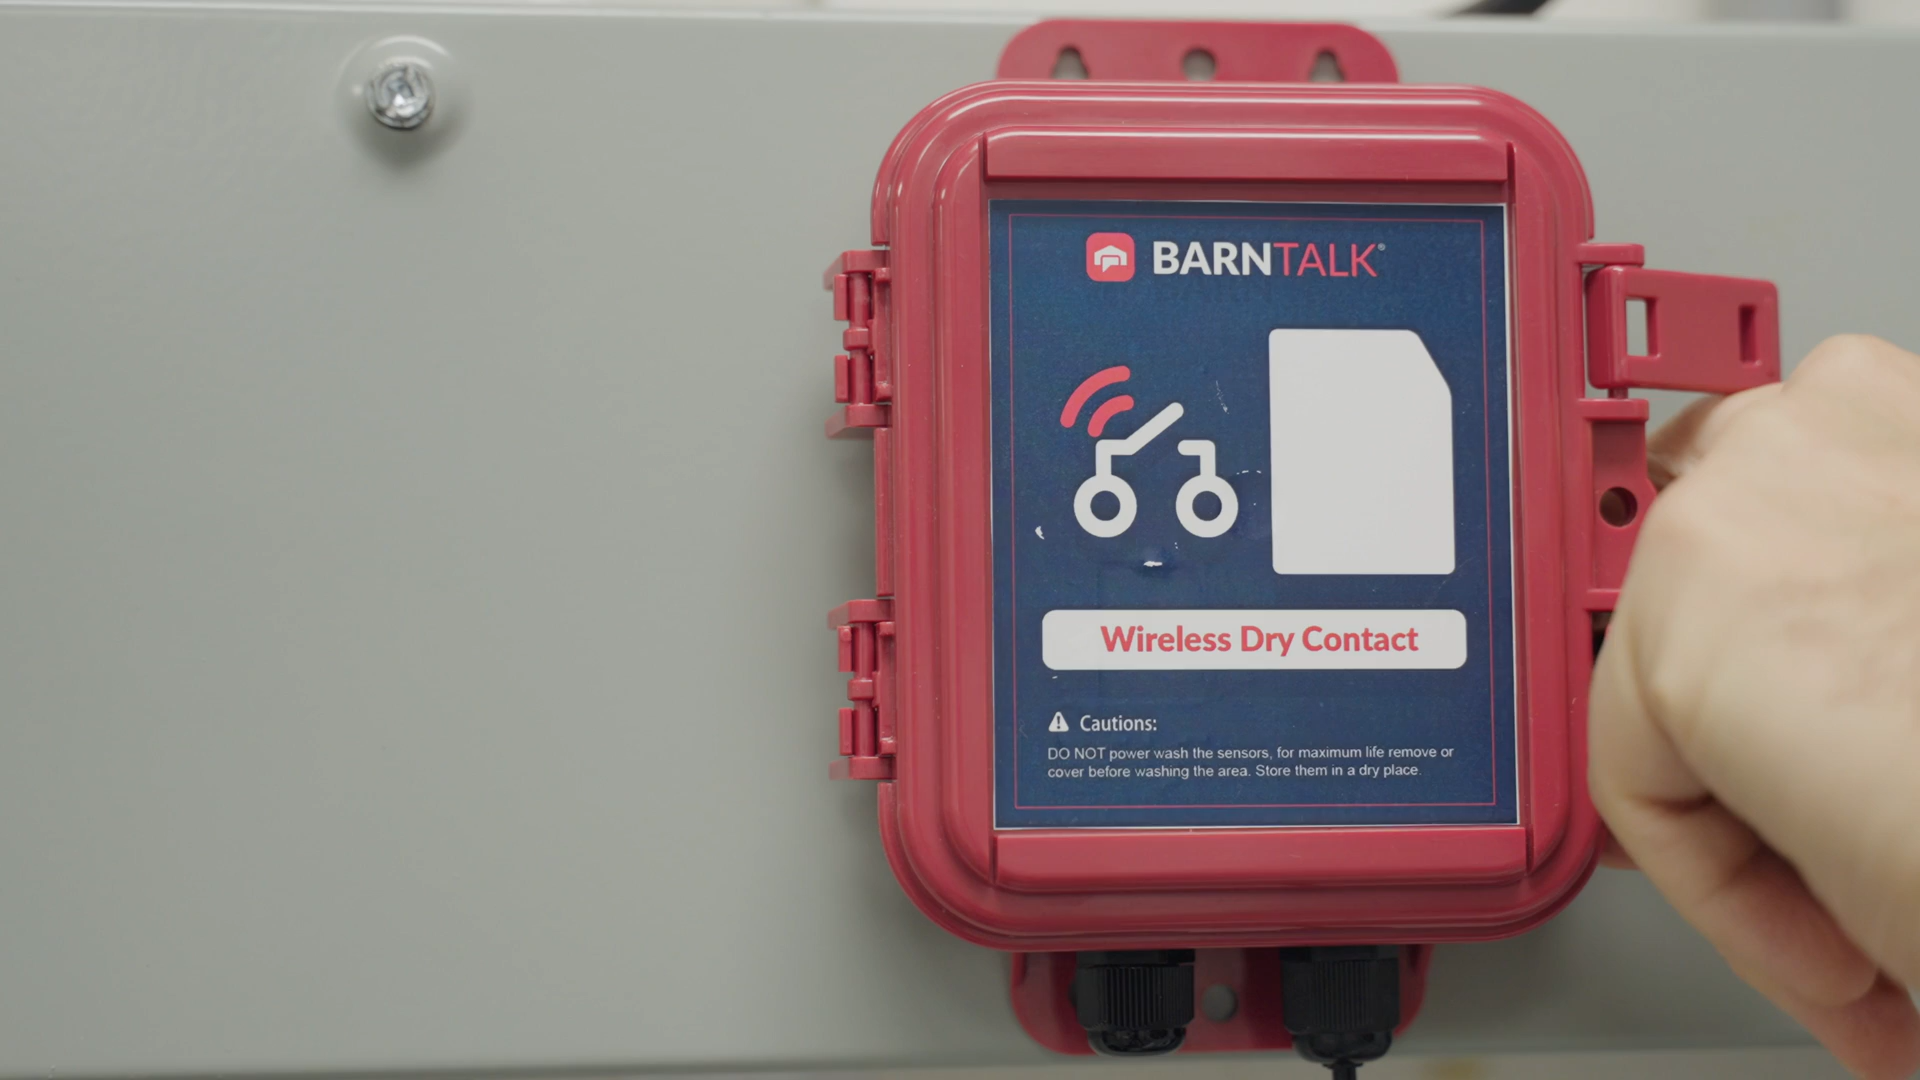 BARNTALK®
Wireless Dry Contact
Cautions:
DO NOT power wash the sensors, for maximum life remove or
cover before washing the area. Store them in a dry place.